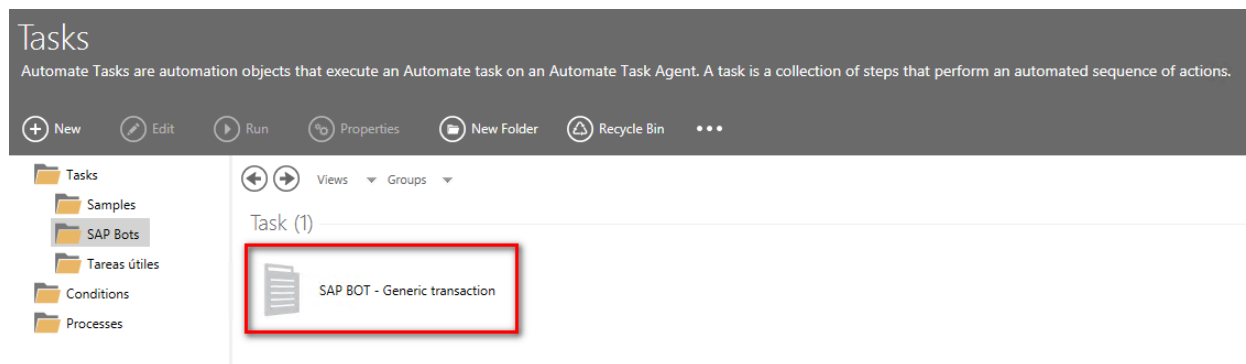 Tasks
Automate Tasks are automation objects that execute an Automate task on an Automate Task Agent. A task is a collection of steps that perform an automated sequence of actions.
New Edit Run Properties New Folder Recycle Bin •••
Tasks
Samples
SAP Bots
Tareas útiles
Conditions
Processes
Views Groups
Task (1)
SAP BOT - Generic transaction